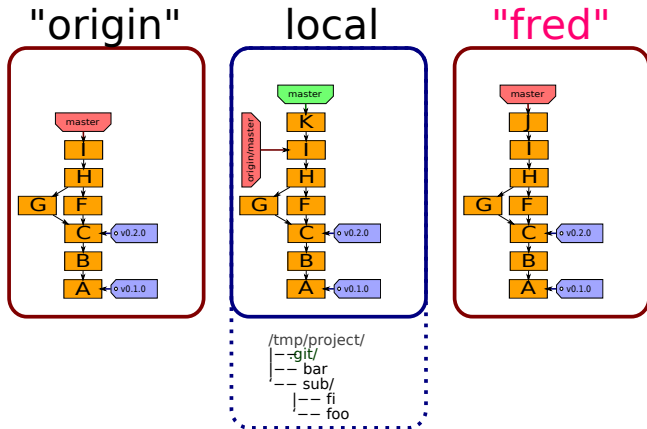 "origin"
master
I
H
G F
C v0.2.0
B
A v0.1.0
local
master
K
origin/master
I
H
G F
C v0.2.0
B
A v0.1.0
/tmp/project/
|−− .git/
|−− bar
`−− sub/
|−− fi
`−− foo
"fred"
master
J
I
H
G F
C v0.2.0
B
A v0.1.0